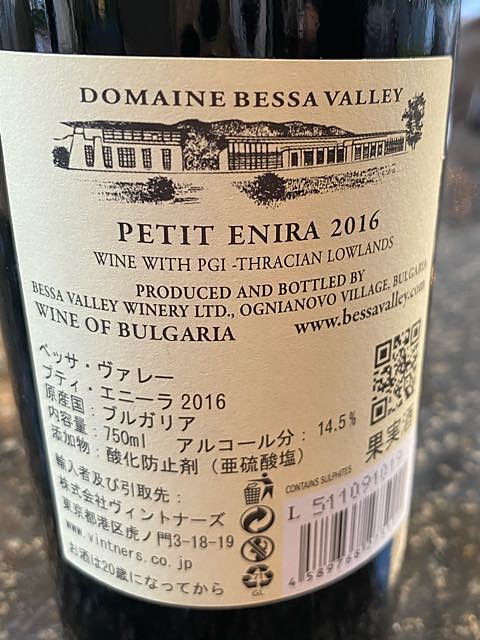 DOMAINE BESSA VALLEY
PETIT ENIRA 2016
WINE WITH PGI -THRACIAN LOWLANDS
PRODUCED AND BOTTLED BY
BESSA VALLEY WINERY LTD., OGNIANOVO VILLAGE, BULGARIA
WINE OF BULGARIA
www.bessavalley.com
ベッサ・ヴァレー
プティ・エニーラ 2016
原産国：ブルガリア
内容量：750ml アルコール分：14.5%
添加物：酸化防止剤（亜硫酸塩）
果実酒
輸入者及び引取先：
株式会社ヴィントナーズ
東京都港区虎ノ門3-18-19
www.vintners.co.jp
お酒は20歳になってから
CONTAINS SULPHITES
GL